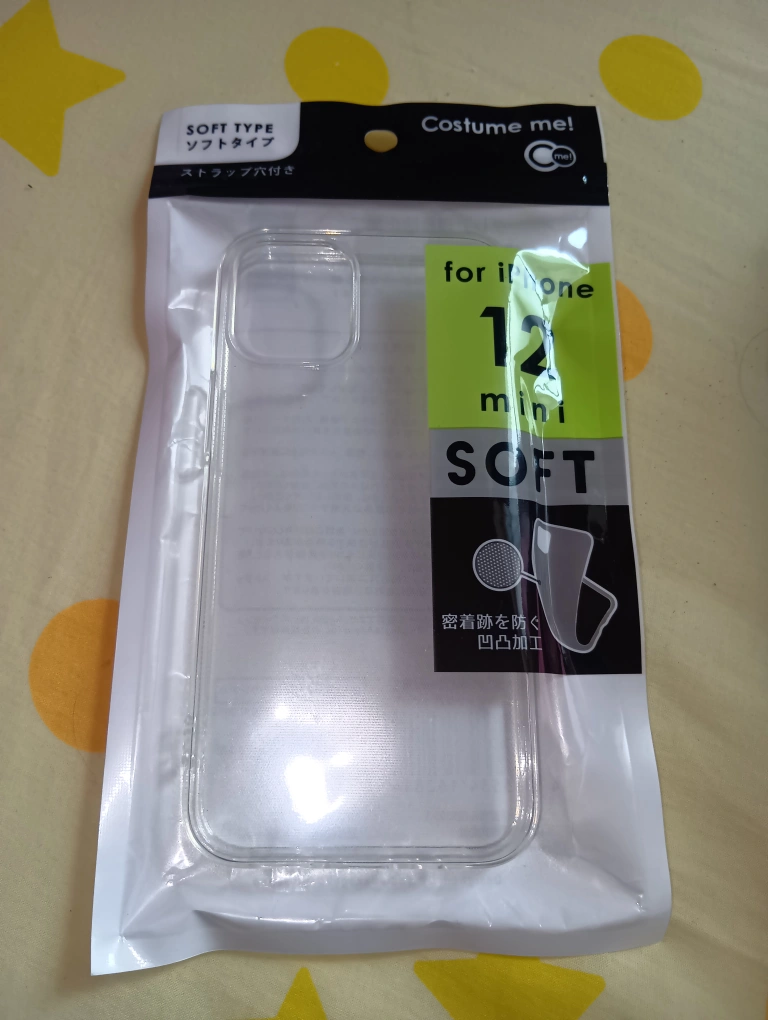 SOFT TYPE
ソフトタイプ
ストラップ穴付き
Costume me!
C me!
for iPhone
12
mini
SOFT
密着跡を防ぐ
凹凸加工